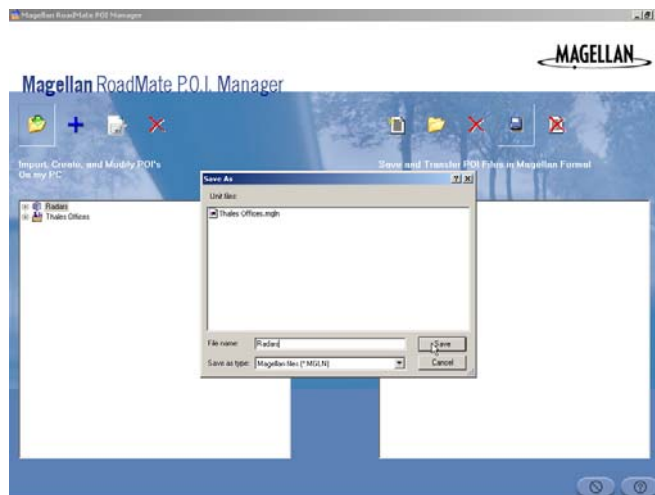 Magellan RoadMate POI Manager
MAGELLAN
Magellan RoadMate P.O.I. Manager
Import, Create, and Modify POI's
On my PC
Save and Transfer POI Files in Magellan Format
Save As
Unit files:
Thales Offices.mgln
Radars
Thales Offices
File name: Radars Save
Save as type: Magellan files (*.MGLN) Cancel